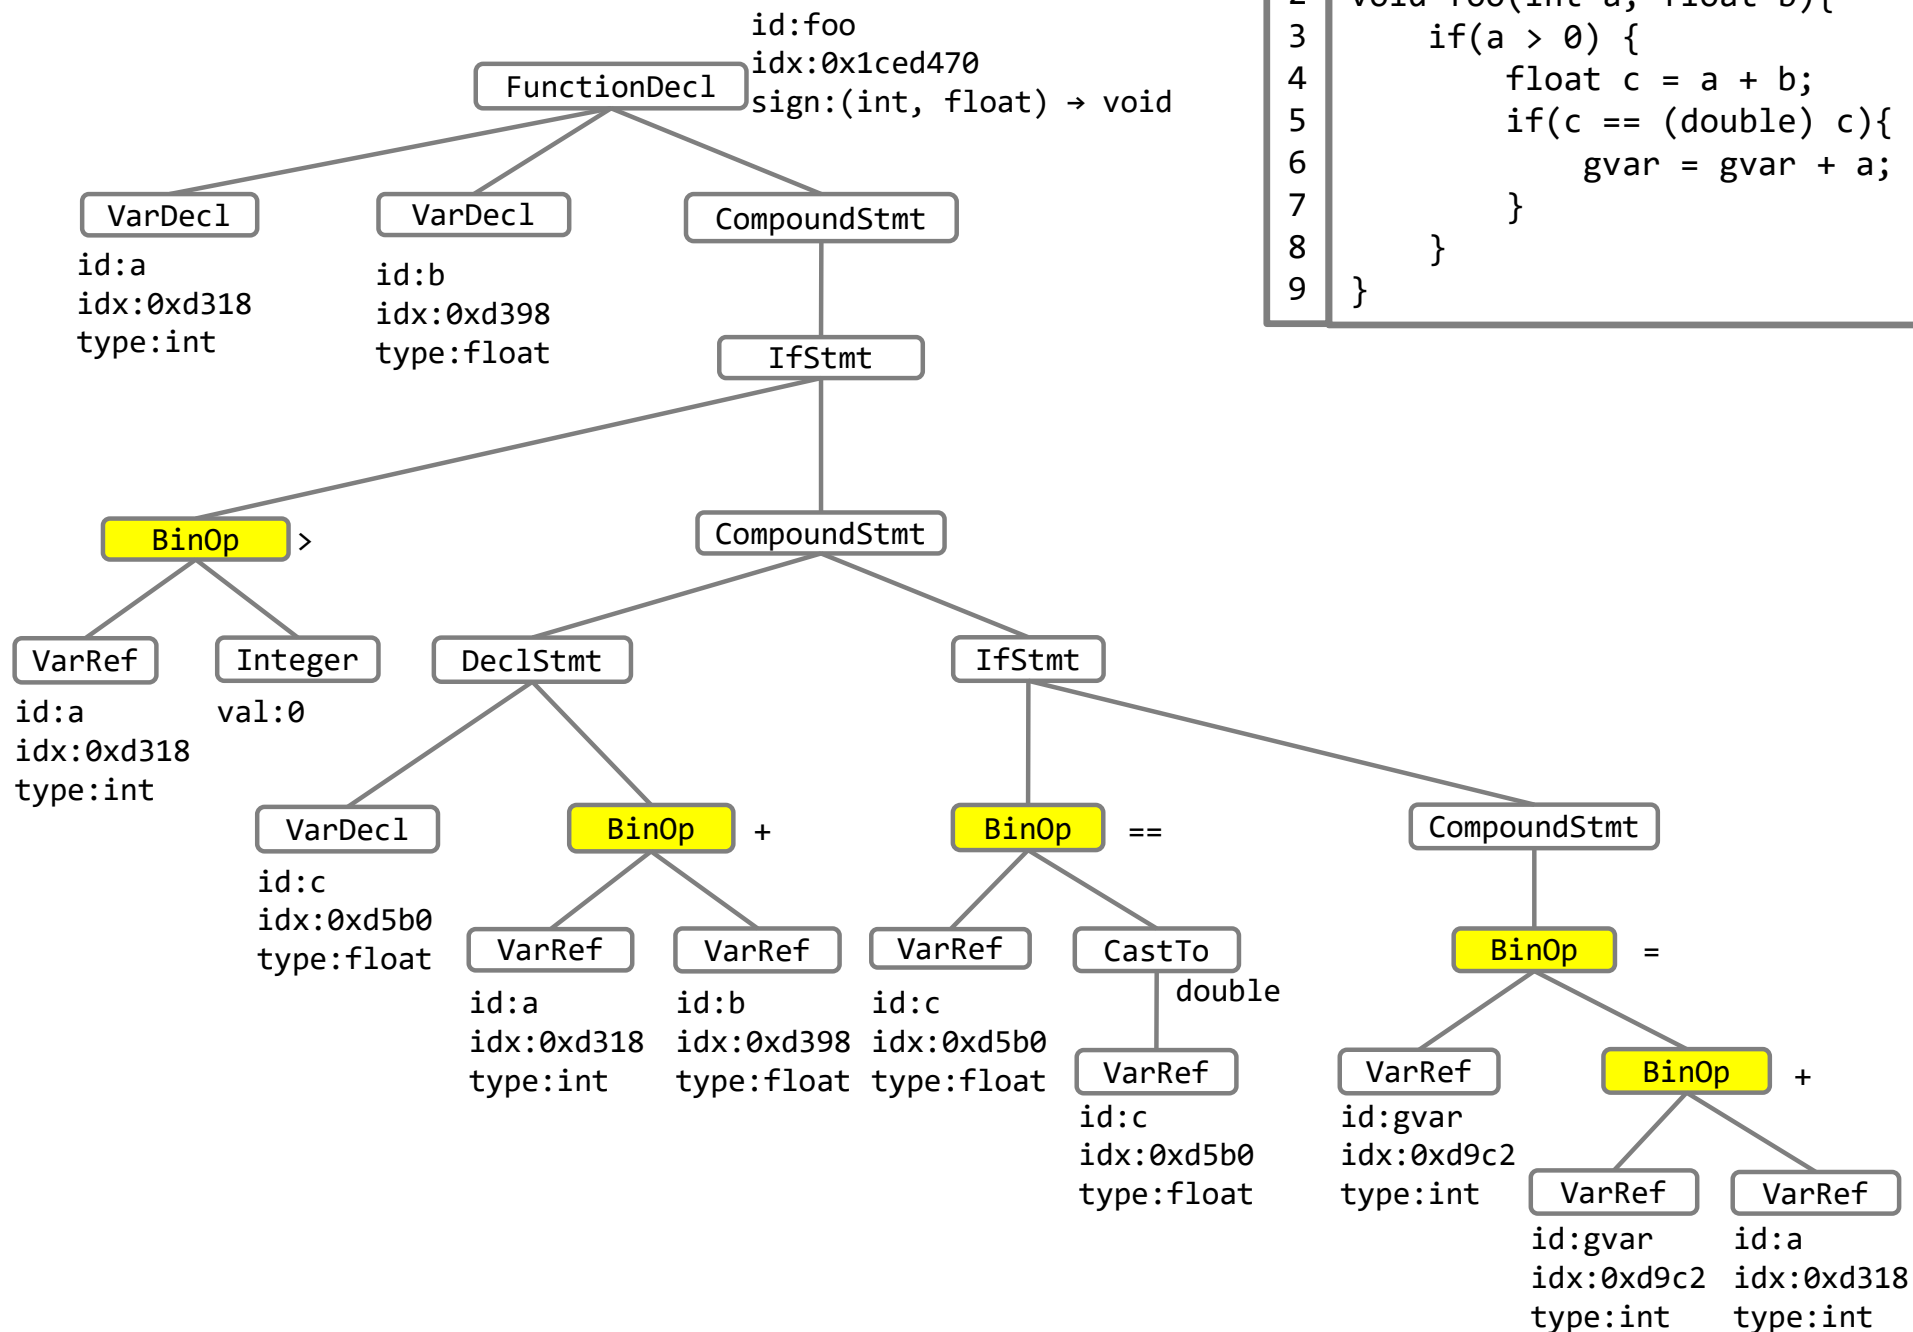 id:foo
idx:0x1ced470
sign:(int, float) → void
FunctionDecl
2 void foo(int a, float b){
3 if(a > 0) {
4 float c = a + b;
5 if(c == (double) c){
6 gvar = gvar + a;
7 }
8 }
9 }
VarDecl
id:a
idx:0xd318
type:int
VarDecl
id:b
idx:0xd398
type:float
CompoundStmt
IfStmt
BinOp >
CompoundStmt
VarRef
id:a
idx:0xd318
type:int
Integer
val:0
DeclStmt
IfStmt
VarDecl
id:c
idx:0xd5b0
type:float
BinOp +
BinOp ==
CompoundStmt
VarRef
id:a
idx:0xd318
type:int
VarRef
id:b
idx:0xd398
type:float
VarRef
id:c
idx:0xd5b0
type:float
CastTo
double
VarRef
id:c
idx:0xd5b0
type:float
BinOp =
VarRef
id:gvar
idx:0xd9c2
type:int
BinOp +
VarRef
id:gvar
idx:0xd9c2
type:int
VarRef
id:a
idx:0xd318
type:int